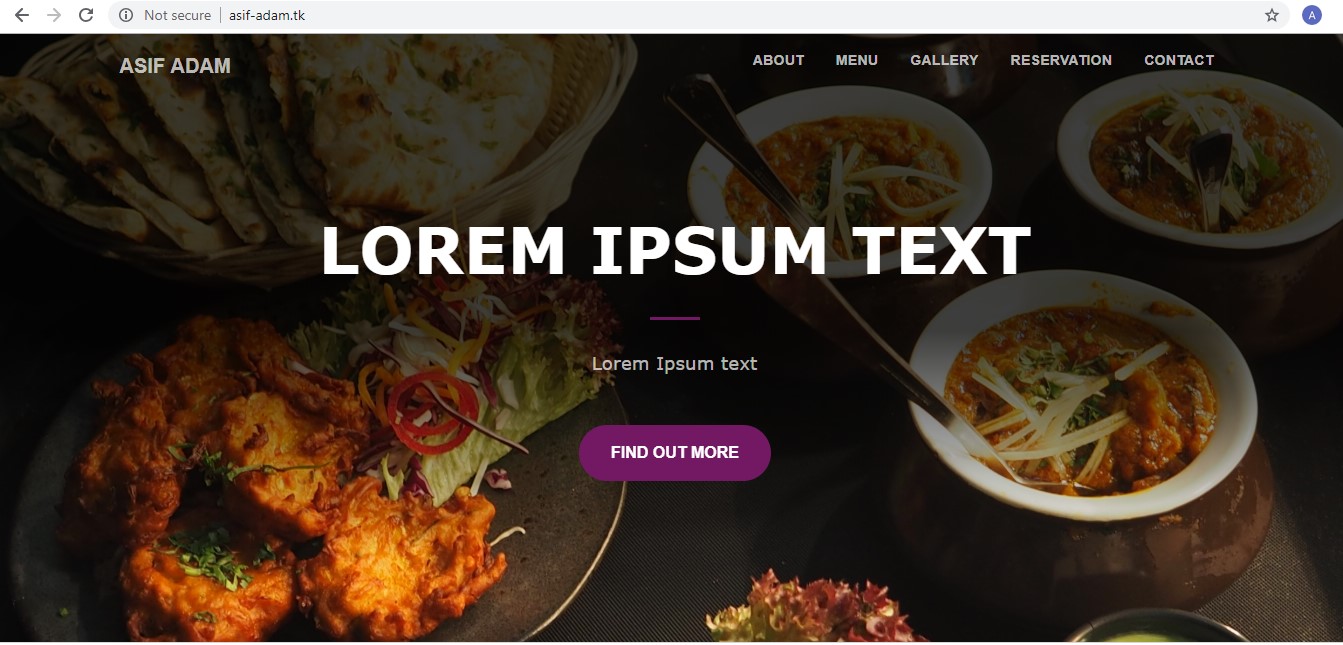 Not secure asif-adam.tk
A
ASIF ADAM
ABOUT MENU GALLERY RESERVATION CONTACT
LOREM IPSUM TEXT
Lorem Ipsum text
FIND OUT MORE